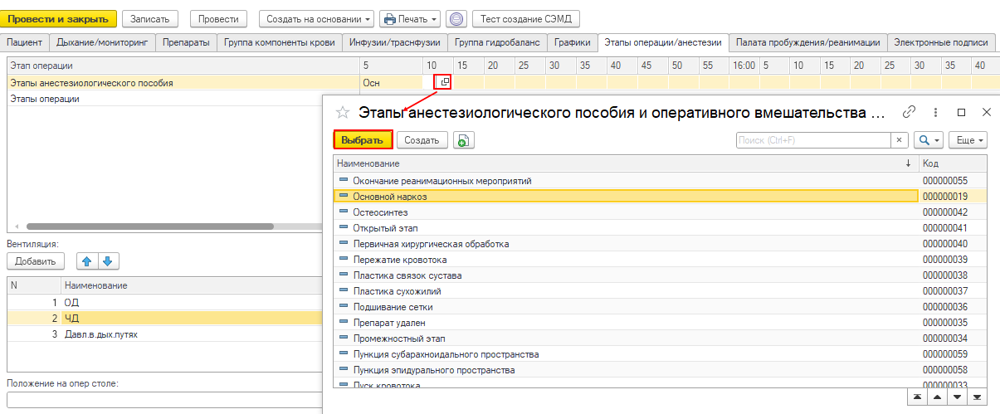 Провести и закрыть Записать Провести Создать на основании Печать Тест создание СЭМД
Пациент Дыхание/мониторинг Препараты Группа компоненты крови Инфузии/траснфузии Группа гидробаланс Графики Этапы операции/анестезии Палата пробуждения/реанимации Электронные подписи
Этап операции 5 10 15 20 25 30 35 40 45 50 55 16:00 5 10 15 20 25 30 35 40
Этапы анестезиологического пособия Осн
Этапы операции
Этапы анестезиологического пособия и оперативного вмешательства ...
Выбрать Создать Поиск (Ctrl+F) × Еще
Наименование ↓ Код
Окончание реанимационных мероприятий 000000055
Основной наркоз 000000019
Остеосинтез 000000042
Открытый этап 000000041
Первичная хирургическая обработка 000000040
Пережатие кровотока 000000039
Пластика связок сустава 000000038
Пластика сухожилий 000000037
Подшивание сетки 000000036
Препарат удален 000000035
Промежностный этап 000000034
Пункция субарахноидального пространства 000000059
Пункция эпидурального пространства 000000058
Пуск кровотока 000000033
Вентиляция:
Добавить
N Наименование
1 ОД
2 ЧД
3 Давл.в.дых.путях
Положение на опер столе: